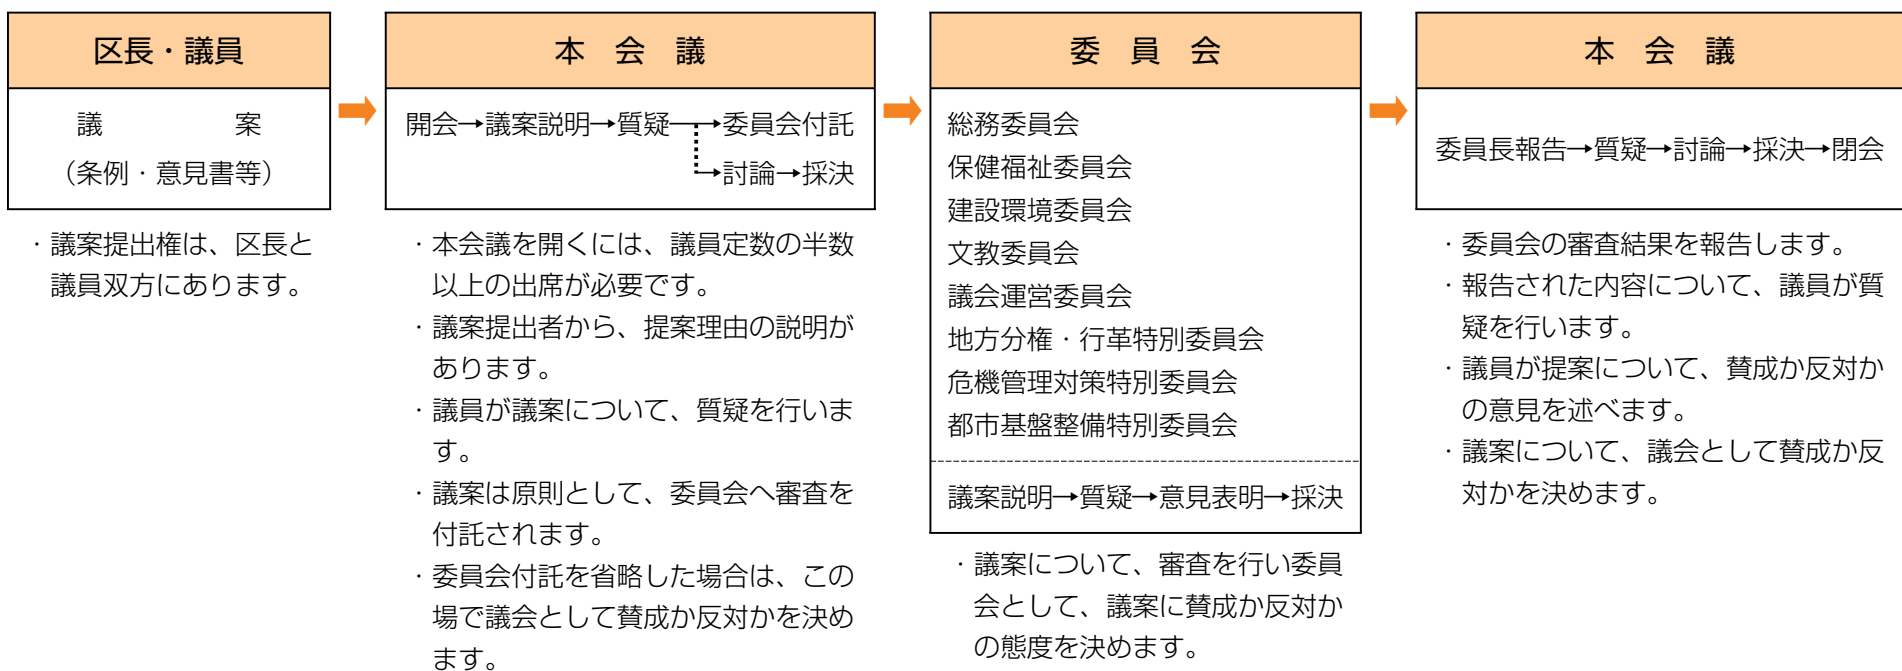 区長・議員
議　案
（条例・意見書等）
・議案提出権は、区長と
議員双方にあります。
本　会　議
開会→議案説明→質疑→委員会付託
→討論→採決
・本会議を開くには、議員定数の半数
以上の出席が必要です。
・議案提出者から、提案理由の説明が
あります。
・議員が議案について、質疑を行いま
す。
・議案は原則として、委員会へ審査を
付託されます。
・委員会付託を省略した場合は、この
場で議会として賛成か反対かを決め
ます。
委　員　会
総務委員会
保健福祉委員会
建設環境委員会
文教委員会
議会運営委員会
地方分権・行革特別委員会
危機管理対策特別委員会
都市基盤整備特別委員会
議案説明→質疑→意見表明→採決
・議案について、審査を行い委員
会として、議案に賛成か反対か
の態度を決めます。
本　会　議
委員長報告→質疑→討論→採決→閉会
・委員会の審査結果を報告します。
・報告された内容について、議員が質
疑を行います。
・議員が提案について、賛成か反対か
の意見を述べます。
・議案について、議会として賛成か反
対かを決めます。